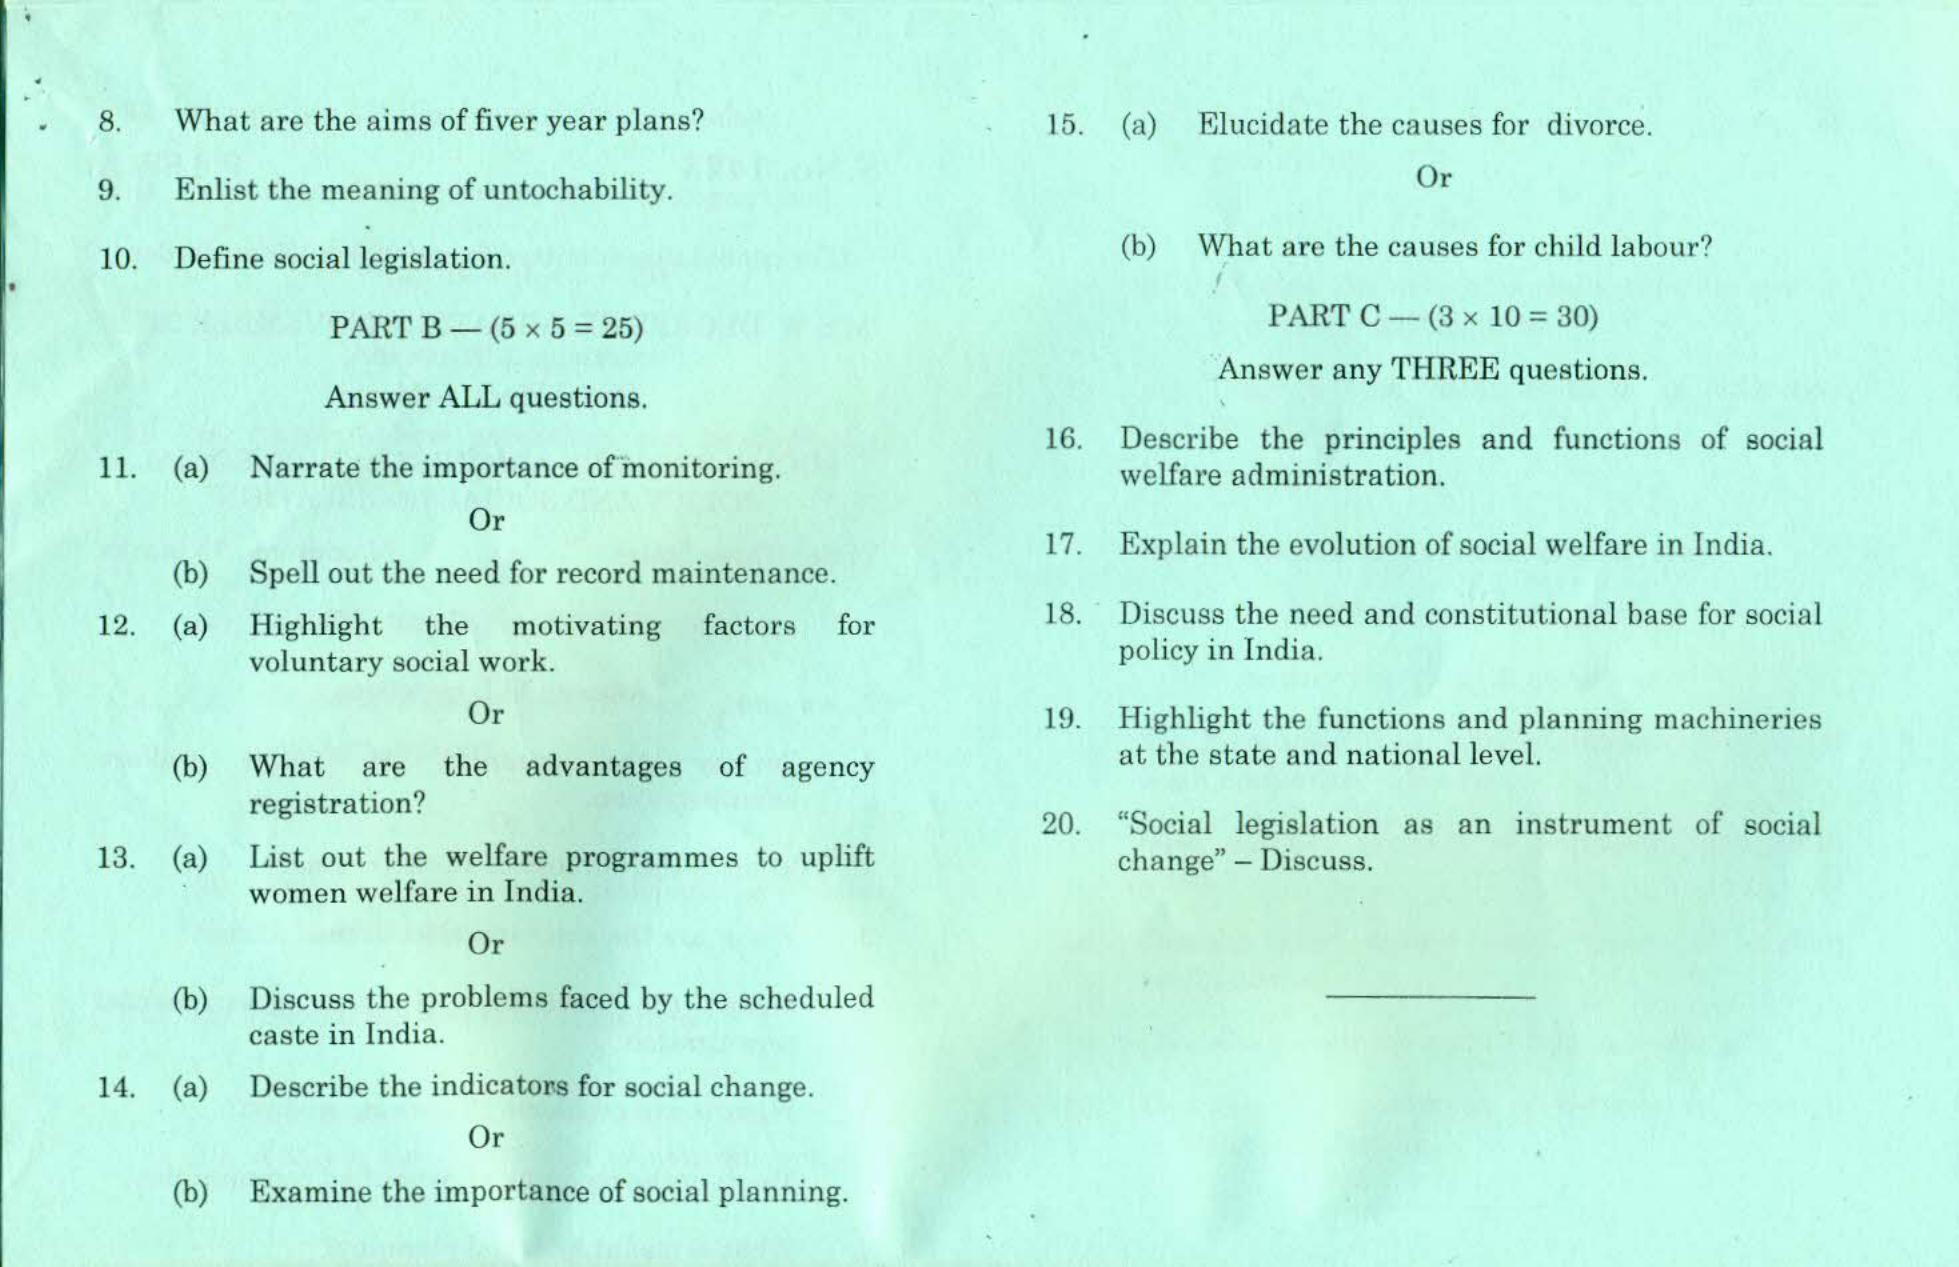 8. What are the aims of fiver year plans?
9. Enlist the meaning of untochability.
10. Define social legislation.
PART B — (5 × 5 = 25)
Answer ALL questions.
11. (a) Narrate the importance of monitoring.
Or
(b) Spell out the need for record maintenance.
12. (a) Highlight the motivating factors for
voluntary social work.
Or
(b) What are the advantages of agency
registration?
13. (a) List out the welfare programmes to uplift
women welfare in India.
Or
(b) Discuss the problems faced by the scheduled
caste in India.
14. (a) Describe the indicators for social change.
Or
(b) Examine the importance of social planning.
15. (a) Elucidate the causes for divorce.
Or
(b) What are the causes for child labour?
PART C — (3 × 10 = 30)
Answer any THREE questions.
16. Describe the principles and functions of social
welfare administration.
17. Explain the evolution of social welfare in India.
18. Discuss the need and constitutional base for social
policy in India.
19. Highlight the functions and planning machineries
at the state and national level.
20. “Social legislation as an instrument of social
change” – Discuss.